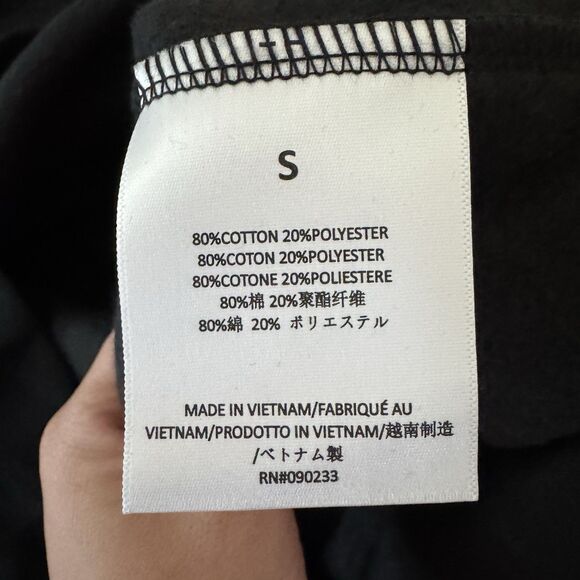 S
80%COTTON 20%POLYESTER
80%COTON 20%POLYESTER
80%COTONE 20%POLIESTERE
80%棉 20%聚酯纤维
80%綿 20% ポリエステル
MADE IN VIETNAM/FABRIQUÉ AU
VIETNAM/PRODOTTO IN VIETNAM/越南制造
/ベトナム製
RN#090233